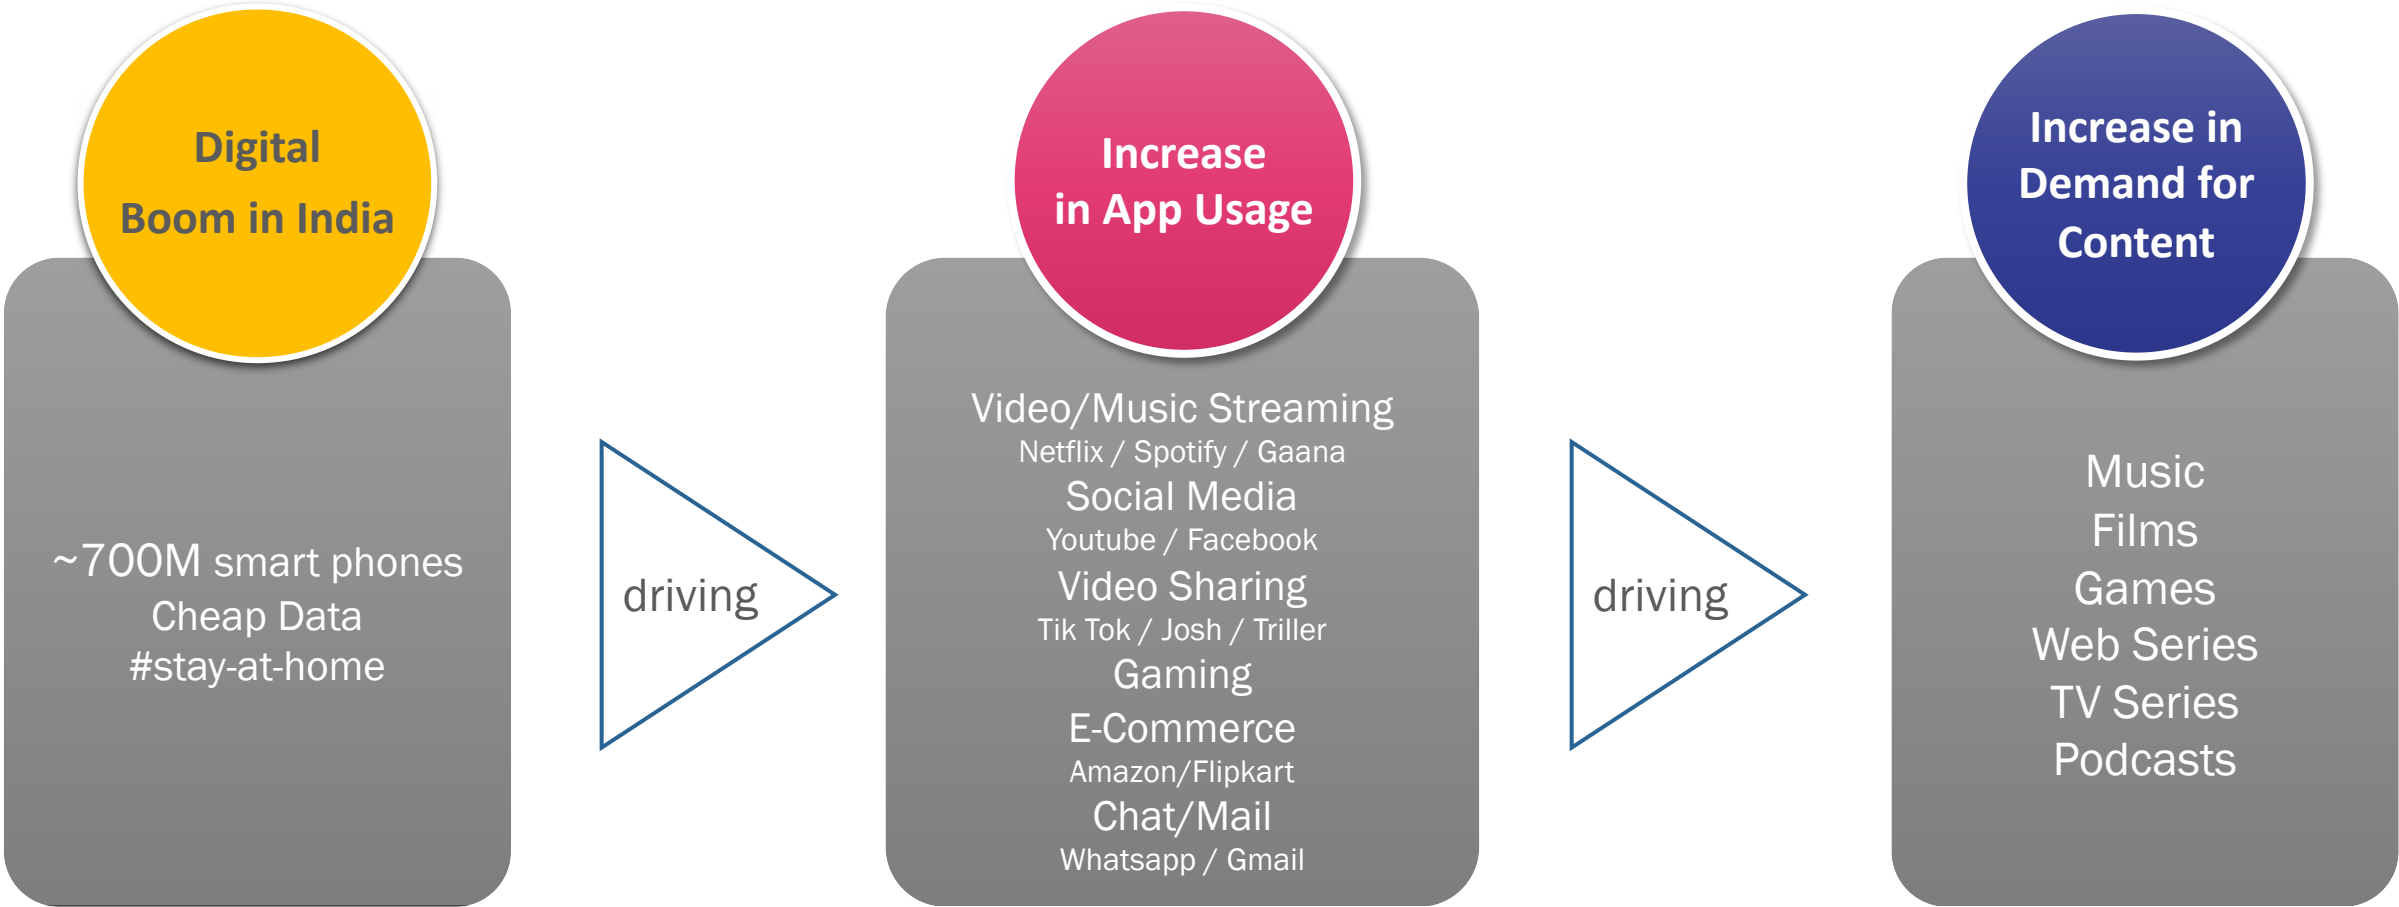 Digital
Boom in India
~700M smart phones
Cheap Data
#stay-at-home
driving
Increase
in App Usage
Video/Music Streaming
Netflix / Spotify / Gaana
Social Media
Youtube / Facebook
Video Sharing
Tik Tok / Josh / Triller
Gaming
E-Commerce
Amazon/Flipkart
Chat/Mail
Whatsapp / Gmail
driving
Increase in
Demand for
Content
Music
Films
Games
Web Series
TV Series
Podcasts